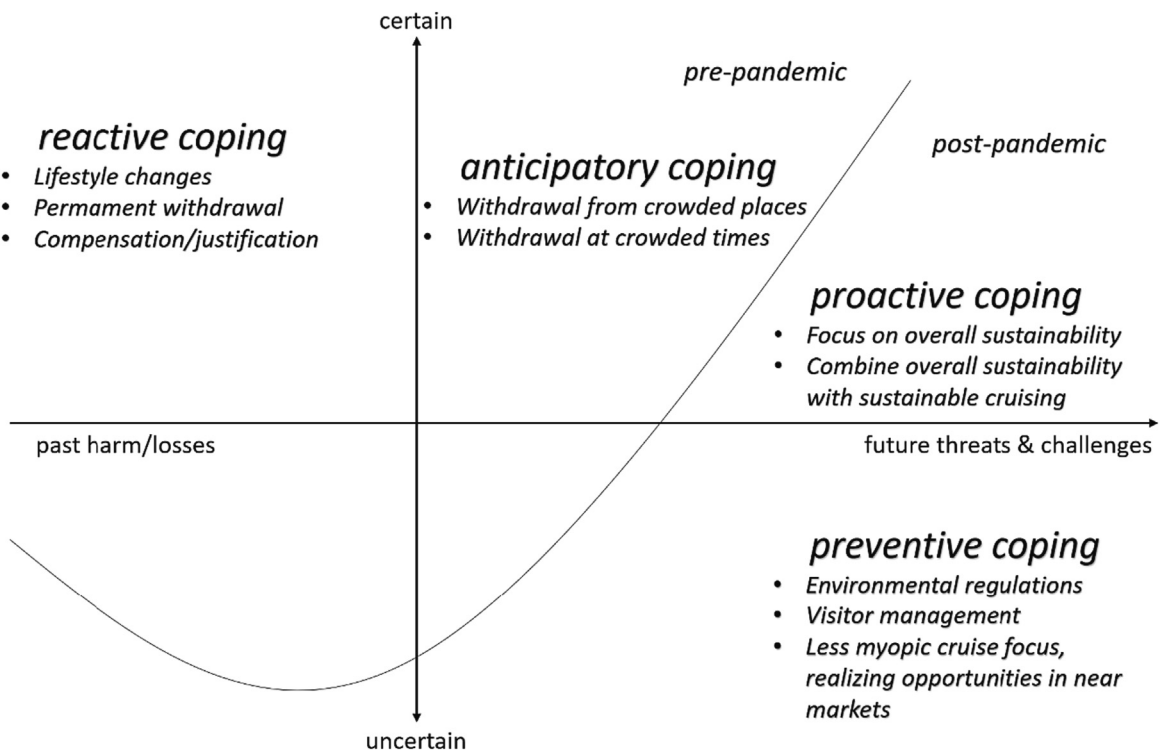 certain
pre-pandemic
post-pandemic
reactive coping
• Lifestyle changes
• Permament withdrawal
• Compensation/justification
anticipatory coping
• Withdrawal from crowded places
• Withdrawal at crowded times
proactive coping
• Focus on overall sustainability
• Combine overall sustainability
with sustainable cruising
past harm/losses
future threats & challenges
preventive coping
• Environmental regulations
• Visitor management
• Less myopic cruise focus,
realizing opportunities in near
markets
uncertain